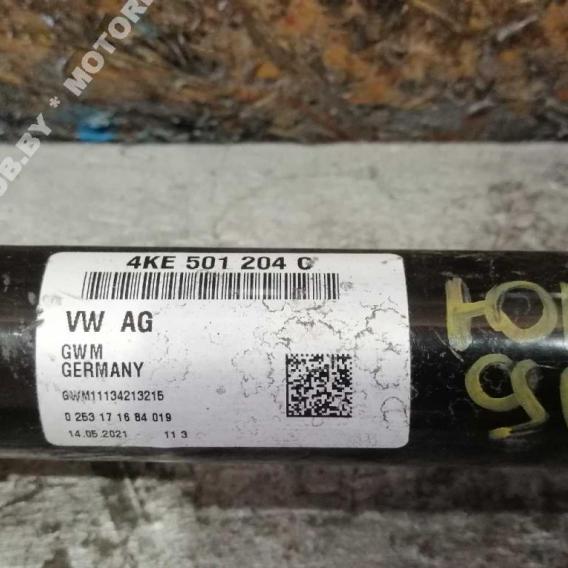 4KE 501 204 C
VW AG
GWM
GERMANY
GWM11134213215
0 253 17 16 84 019
14.05.2021 11 3